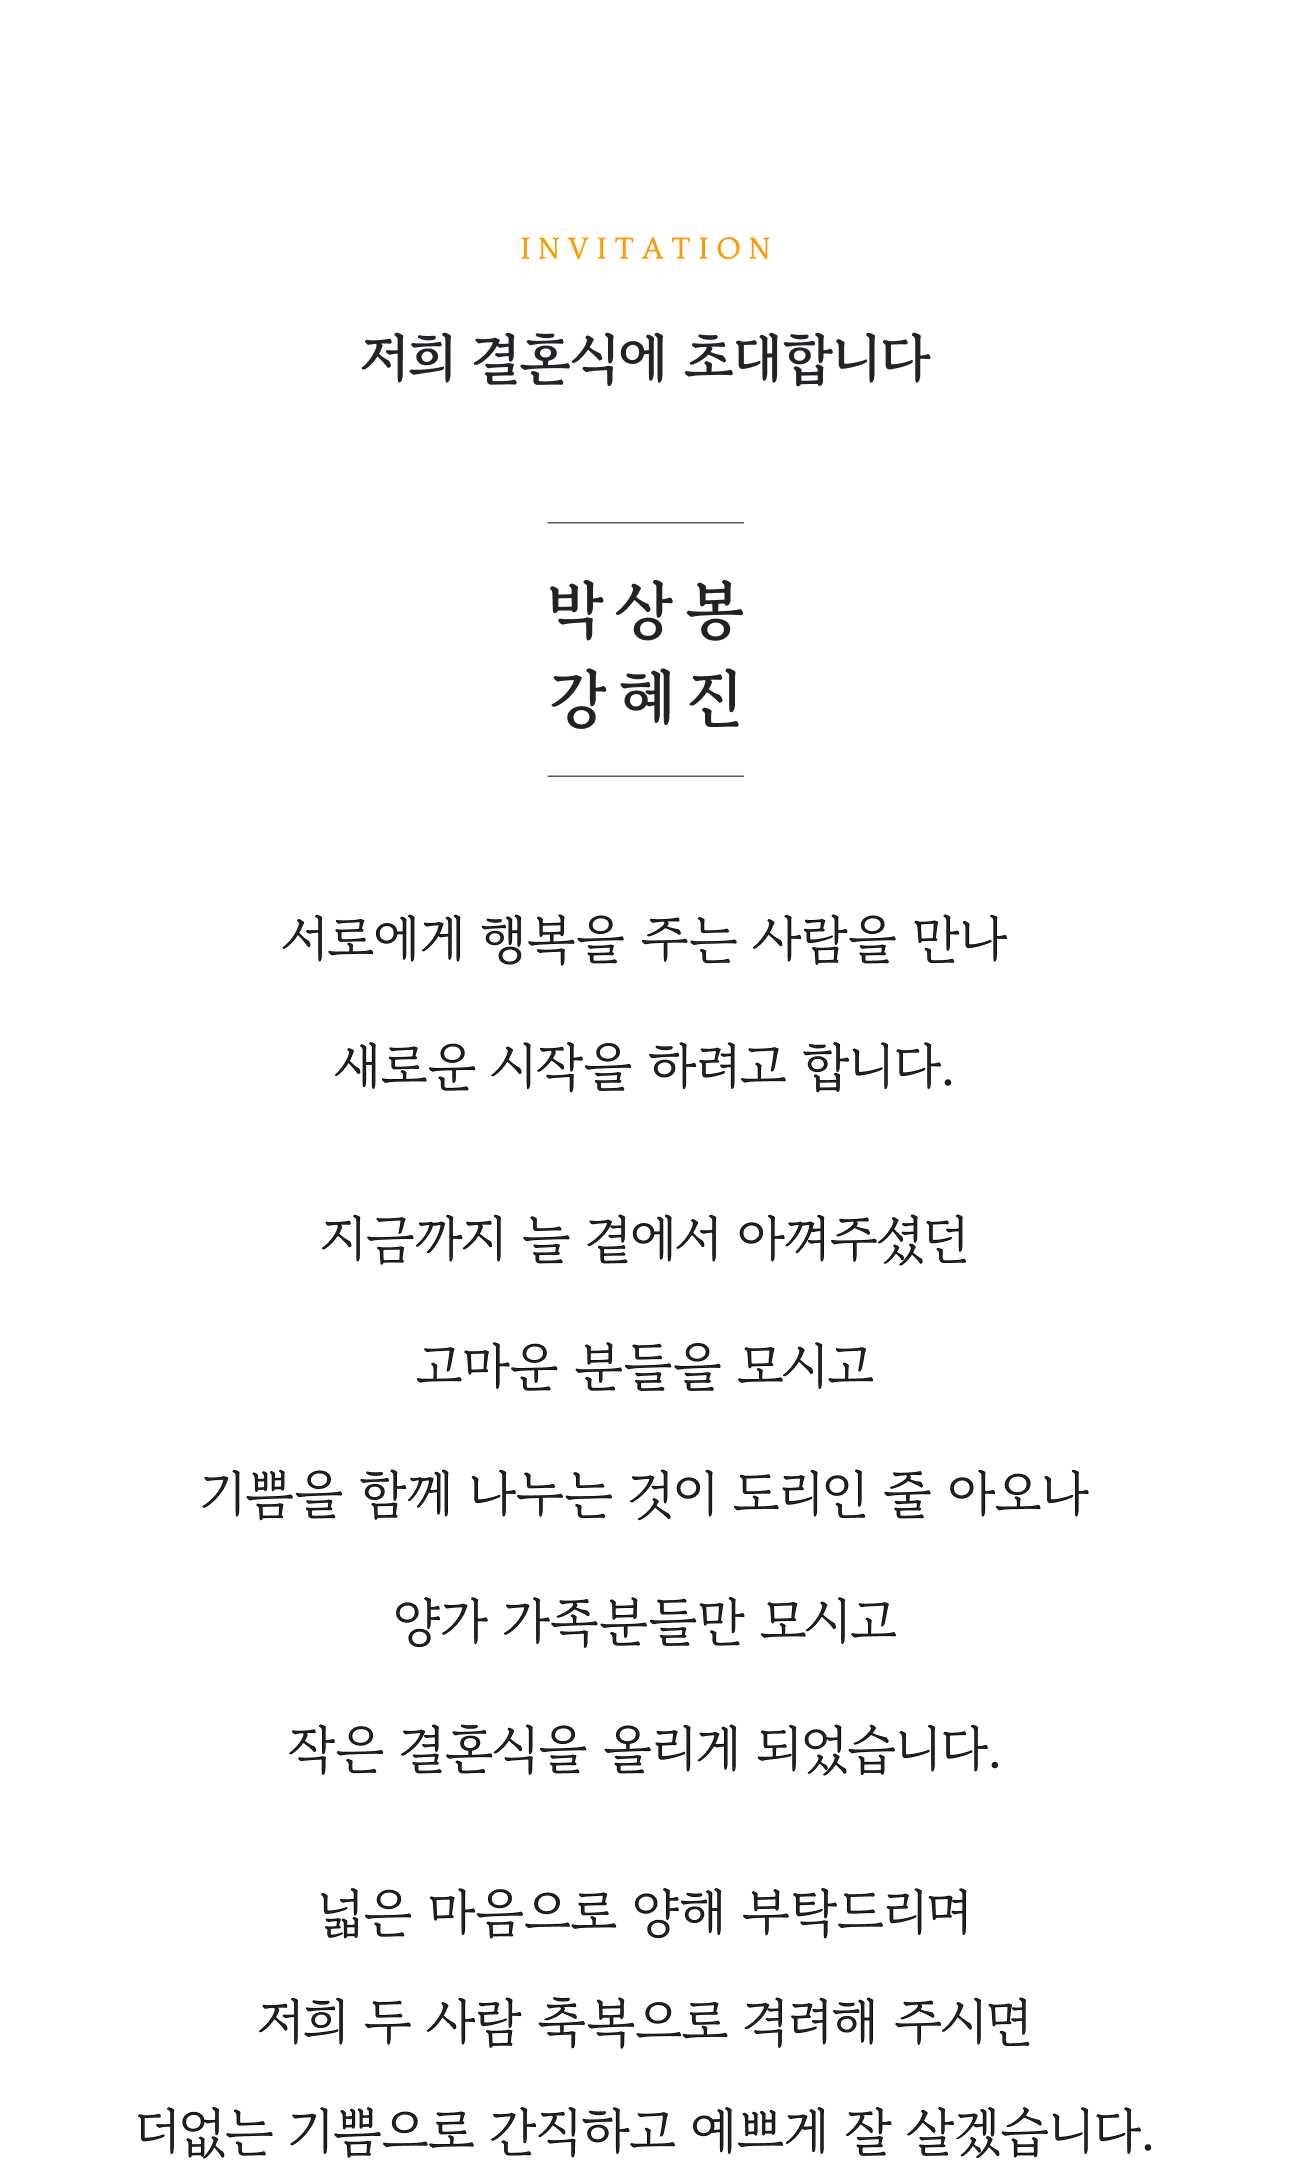 INVITATION
저희 결혼식에 초대합니다
박상봉
강혜진
서로에게 행복을 주는 사람을 만나
새로운 시작을 하려고 합니다.
지금까지 늘 곁에서 아껴주셨던
고마운 분들을 모시고
기쁨을 함께 나누는 것이 도리인 줄 아오나
양가 가족분들만 모시고
작은 결혼식을 올리게 되었습니다.
넓은 마음으로 양해 부탁드리며
저희 두 사람 축복으로 격려해 주시면
더없는 기쁨으로 간직하고 예쁘게 잘 살겠습니다.